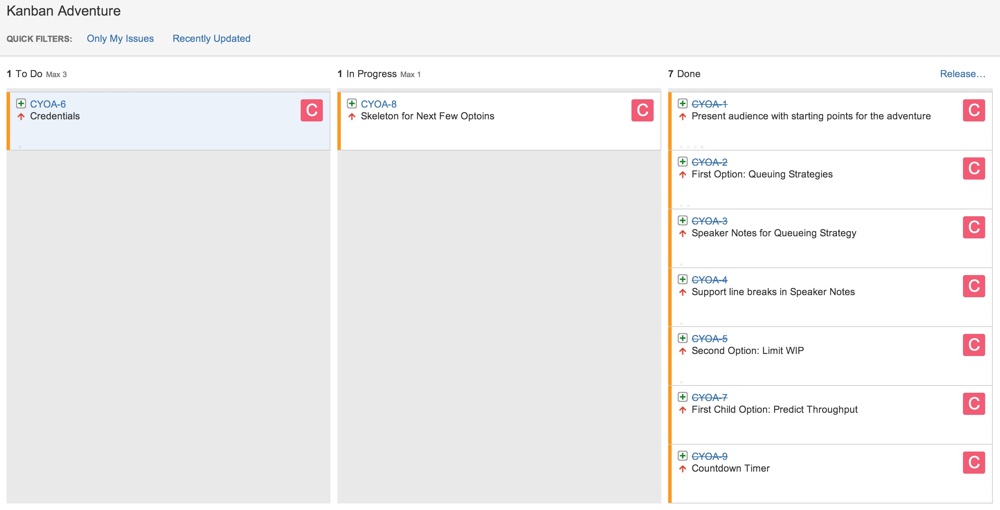 Kanban Adventure
QUICK FILTERS: Only My Issues Recently Updated
1 To Do Max 3
CYOA-6
Credentials
C
1 In Progress Max 1
CYOA-8
Skeleton for Next Few Optoins
C
7 Done Release...
CYOA-1
Present audience with starting points for the adventure
C
CYOA-2
First Option: Queuing Strategies
C
CYOA-3
Speaker Notes for Queueing Strategy
C
CYOA-4
Support line breaks in Speaker Notes
C
CYOA-5
Second Option: Limit WIP
C
CYOA-7
First Child Option: Predict Throughput
C
CYOA-9
Countdown Timer
C